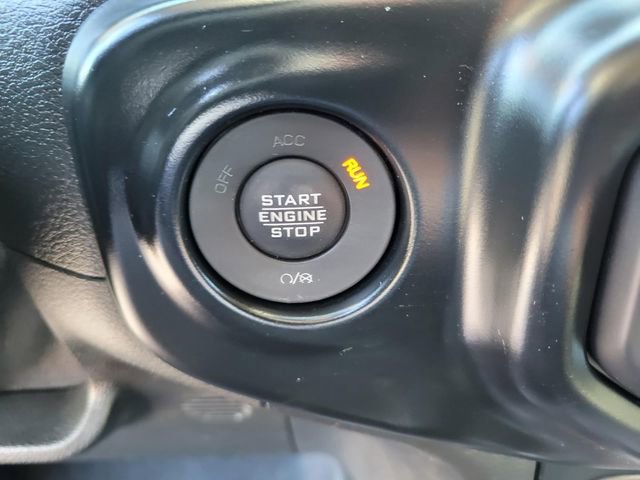 OFF
ACC
RUN
START
ENGINE
STOP